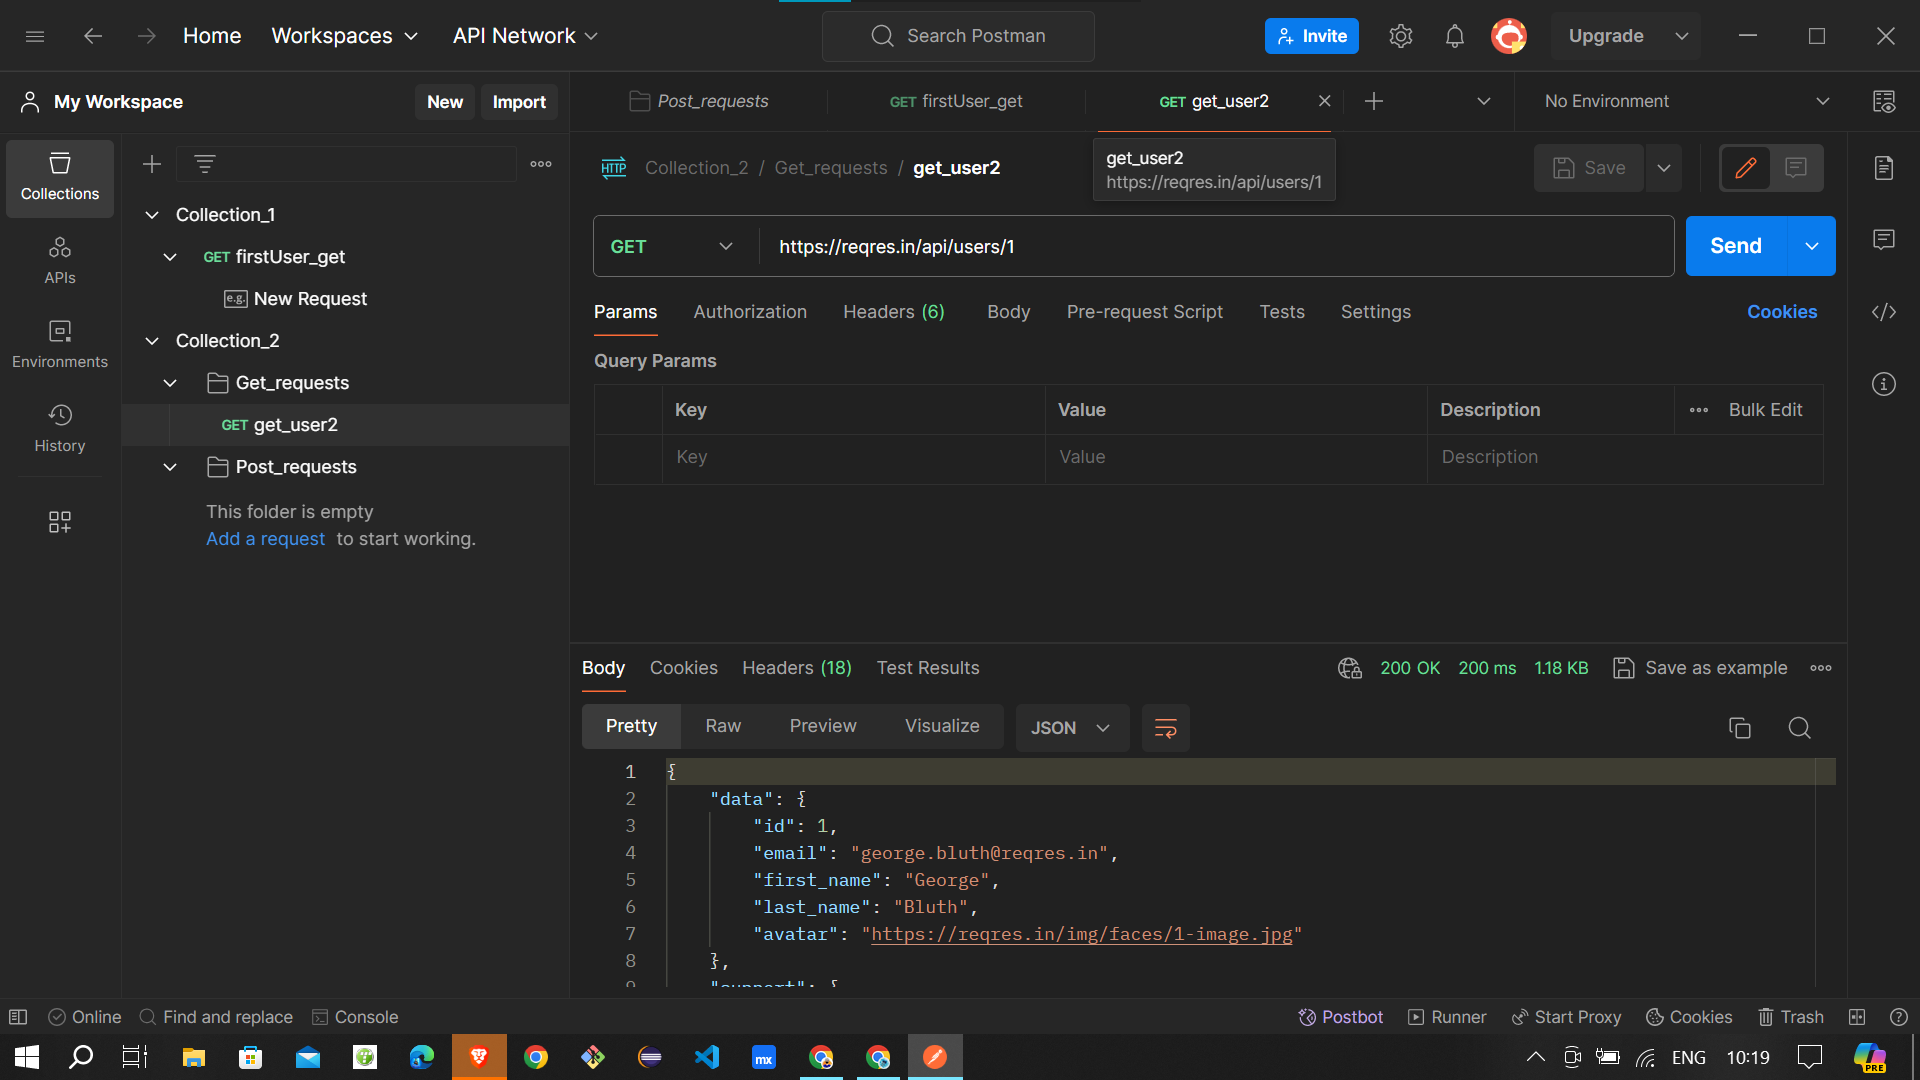 Home Workspaces API Network Search Postman Invite Upgrade
My Workspace New Import Post_requests GET firstUser_get GET get_user2 No Environment
Collections
APIs
Environments
History
Collection_1
GET firstUser_get
e.g. New Request
Collection_2
Get_requests
GET get_user2
Post_requests
This folder is empty
Add a request to start working.
HTTP Collection_2 / Get_requests / get_user2
get_user2
https://reqres.in/api/users/1
Save
GET https://reqres.in/api/users/1 Send
Params Authorization Headers (6) Body Pre-request Script Tests Settings Cookies
Query Params
Key Value Description Bulk Edit
Key Value Description
Body Cookies Headers (18) Test Results 200 OK 200 ms 1.18 KB Save as example
Pretty Raw Preview Visualize JSON
1 {
2 "data": {
3 "id": 1,
4 "email": "george.bluth@reqres.in",
5 "first_name": "George",
6 "last_name": "Bluth",
7 "avatar": "https://reqres.in/img/faces/1-image.jpg"
8 },
9 "support": {
Online Find and replace Console Postbot Runner Start Proxy Cookies Trash
mx ENG 10:19 PRE